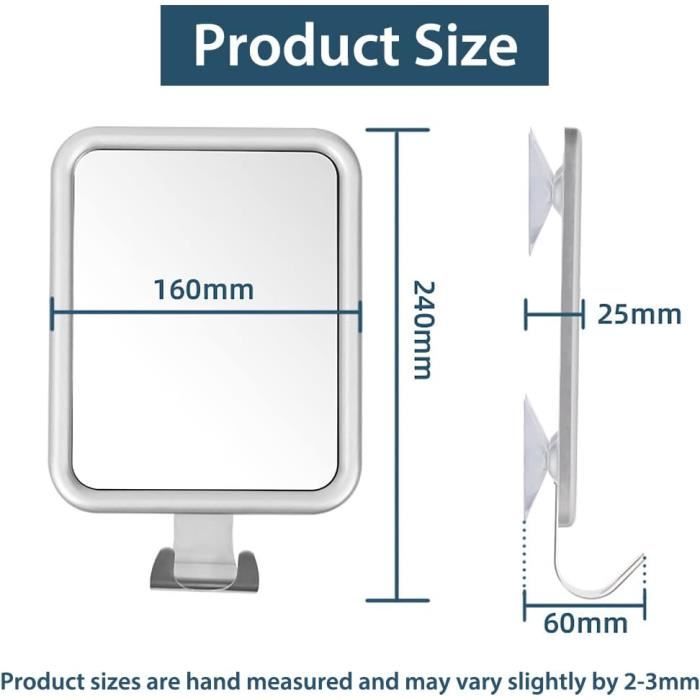 Product Size
160mm
240mm
25mm
60mm
Product sizes are hand measured and may vary slightly by 2-3mm